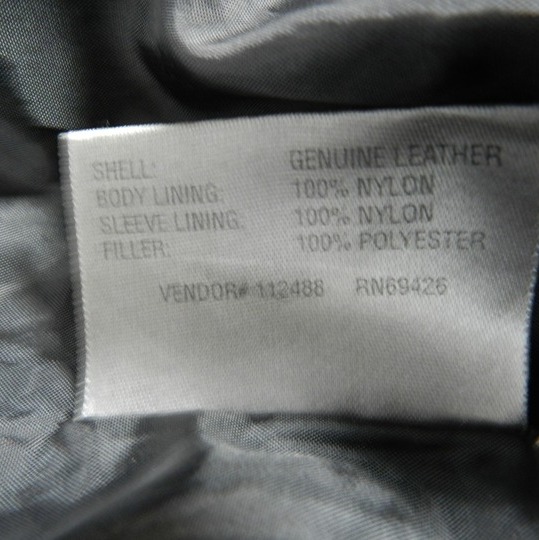 SHELL: GENUINE LEATHER
BODY LINING: 100% NYLON
SLEEVE LINING: 100% NYLON
FILLER: 100% POLYESTER
VENDOR# 112488 RN69426